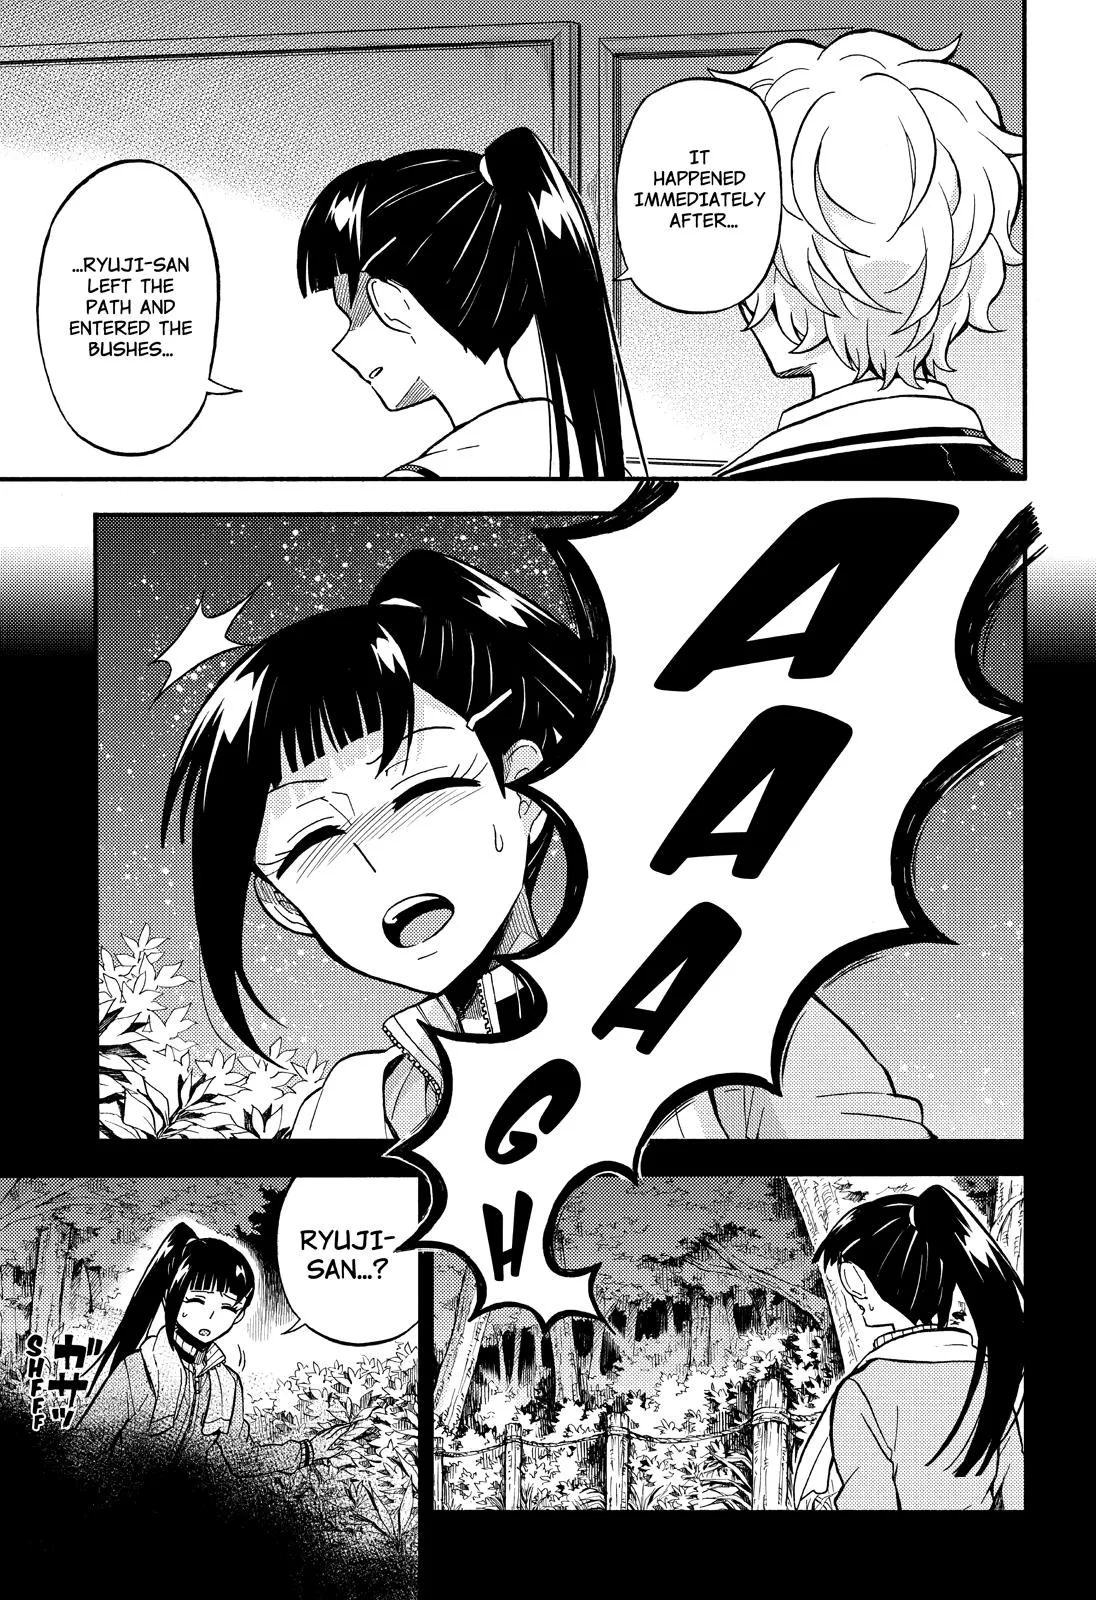 IT
HAPPENED
IMMEDIATELY
AFTER...
...RYUJI-SAN
LEFT THE
PATH AND
ENTERED THE
BUSHES...
A
A
A
A
G
H
RYUJI-
SAN...?
ガサッ
SHFFF